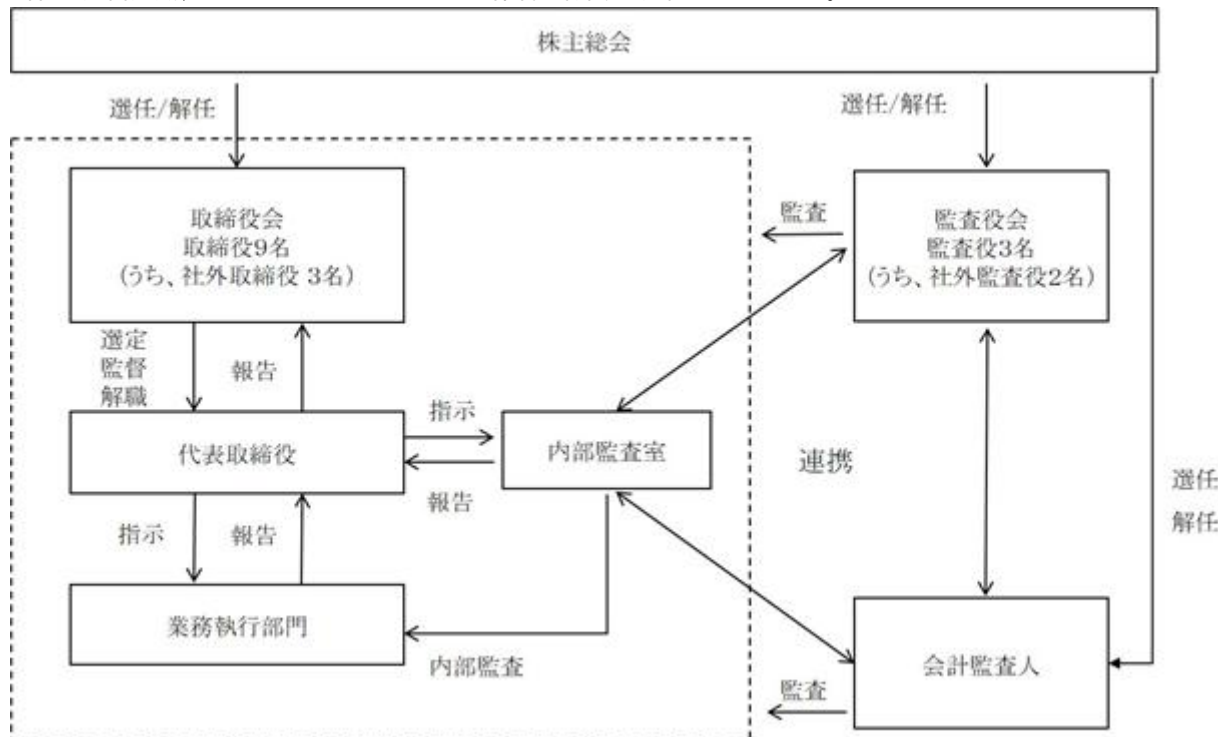 株主総会
選任/解任
選任/解任
取締役会
取締役9名
(うち、社外取締役 3名)
監査
監査役会
監査役3名
(うち、社外監査役2名)
選定
監督
解職
報告
代表取締役
指示
報告
内部監査室
連携
選任
解任
指示
報告
業務執行部門
内部監査
会計監査人
監査